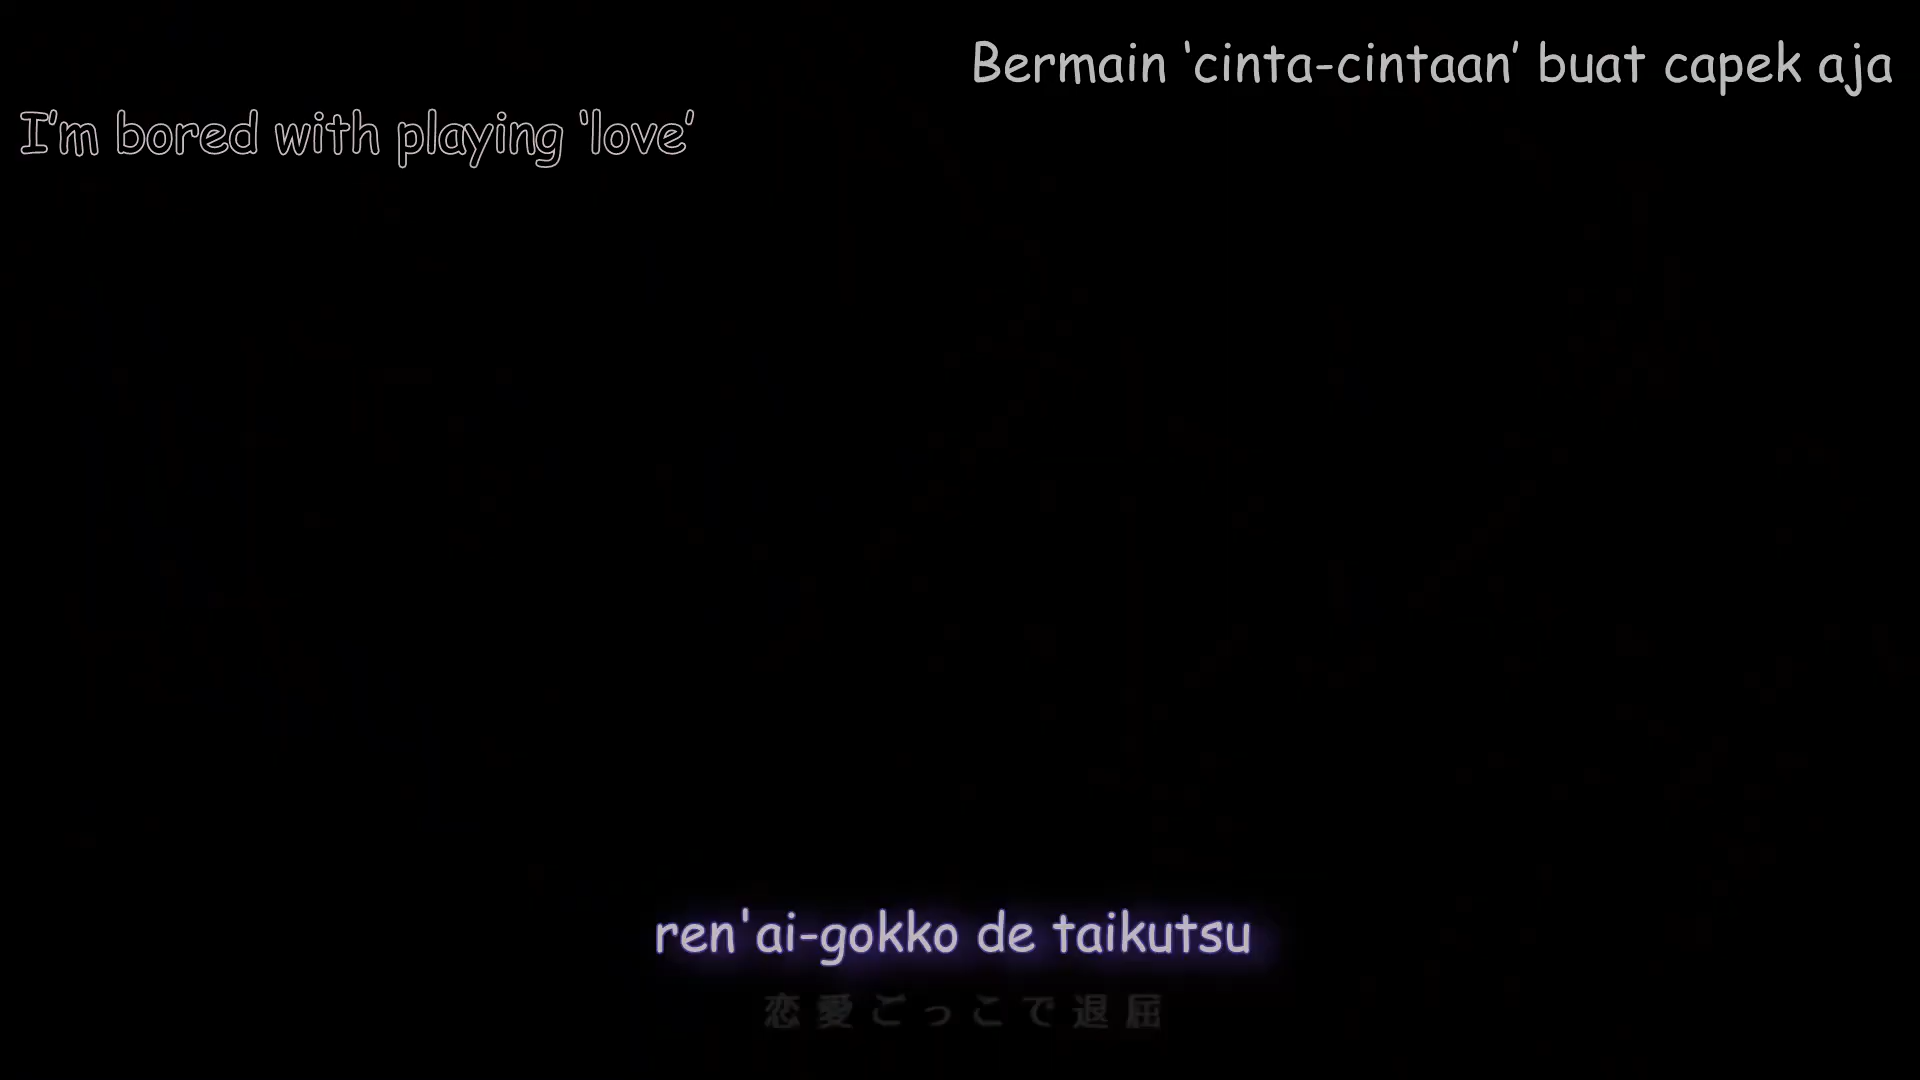 Bermain ‘cinta-cintaan’ buat capek aja
I'm bored with playing ‘love’
ren'ai-gokko de taikutsu
恋愛ごっこで退屈